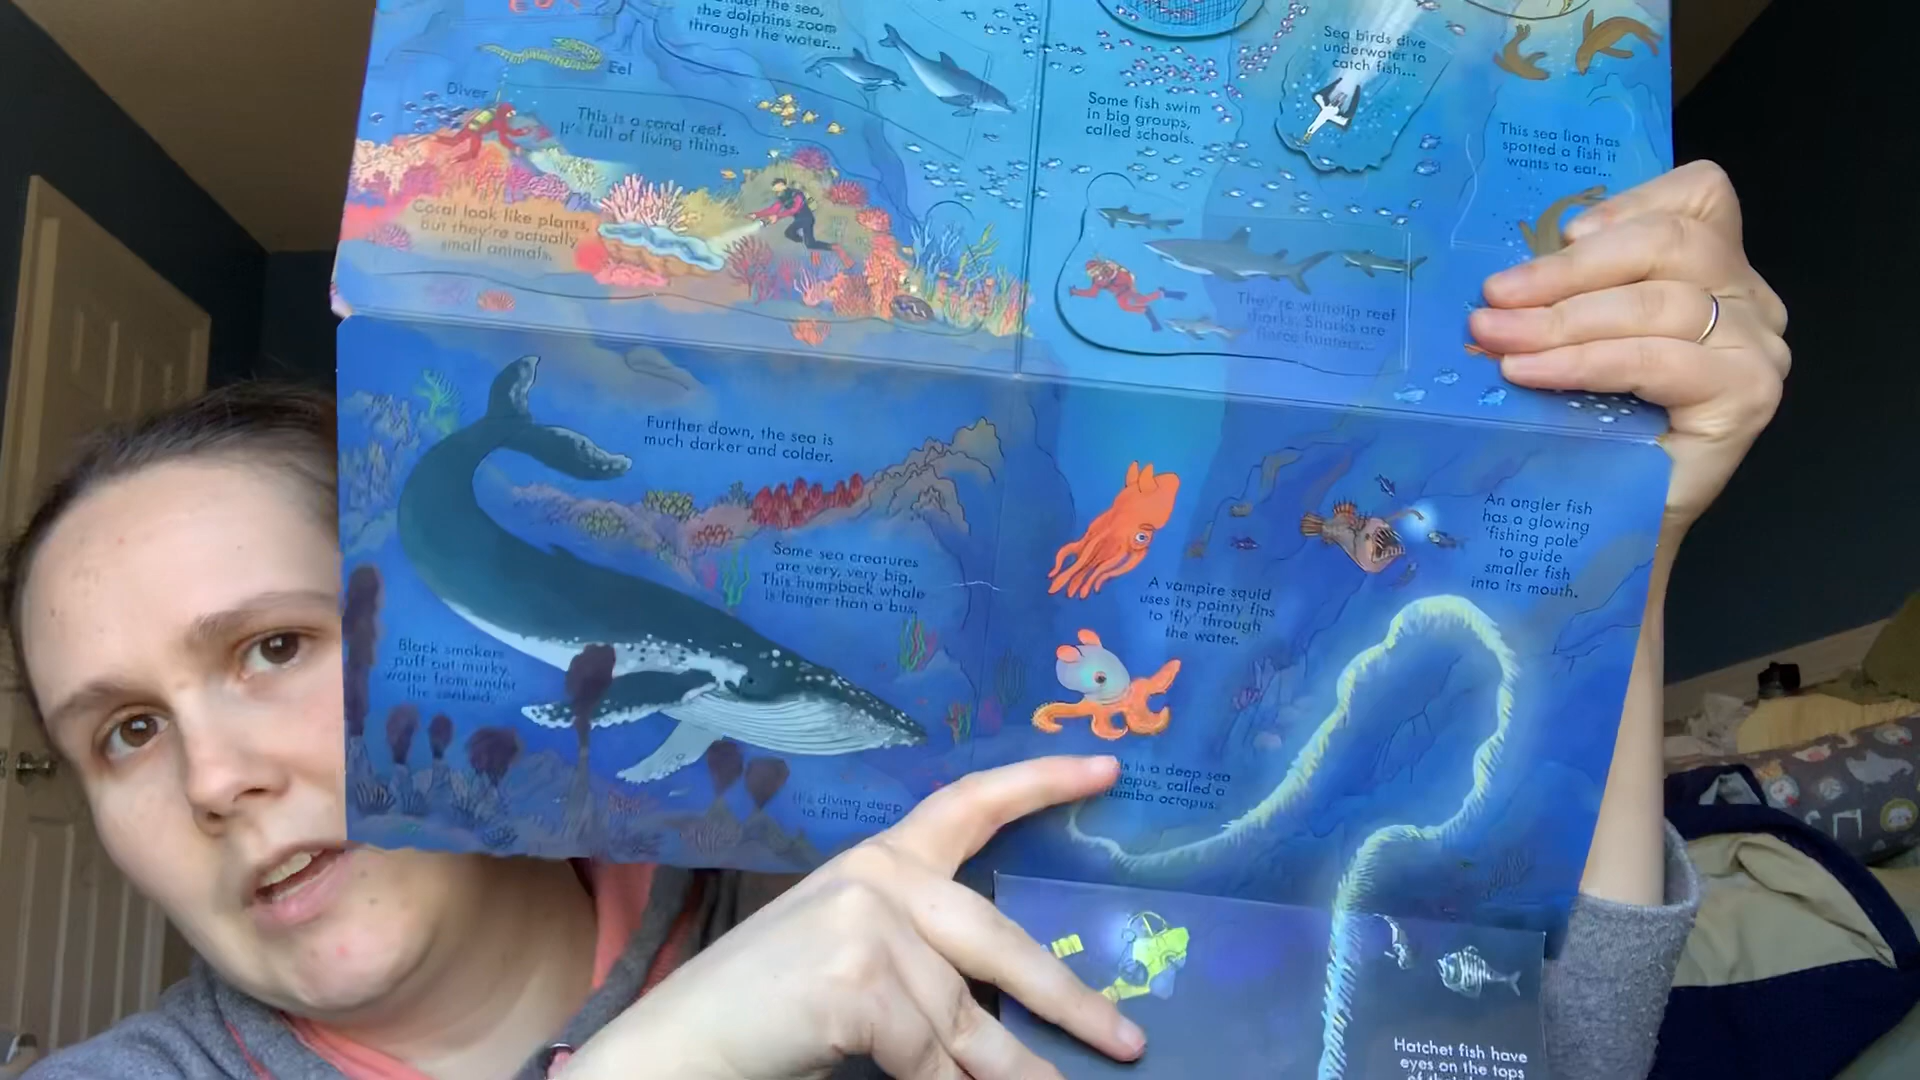 under the sea,
the dolphins zoom
through the water...
Eel
Diver
This is a coral reef.
It's full of living things.
Coral look like plants,
but they're actually
small animals.
Some fish swim
in big groups,
called schools.
Sea birds dive
underwater to
catch fish...
This sea lion has
spotted a fish it
wants to eat...
They're whitetip reef
sharks. Sharks are
fierce hunters...
Further down, the sea is
much darker and colder.
Some sea creatures
are very, very big.
This humpback whale
is longer than a bus.
Black smokers
puff out murky
water from under
the seabed.
It's diving deep
to find food.
A vampire squid
uses its pointy fins
to 'fly' through
the water.
An angler fish
has a glowing
'fishing pole'
to guide
smaller fish
into its mouth.
is a deep sea
called a
dumbo octopus.
Hatchet fish have
eyes on the tops